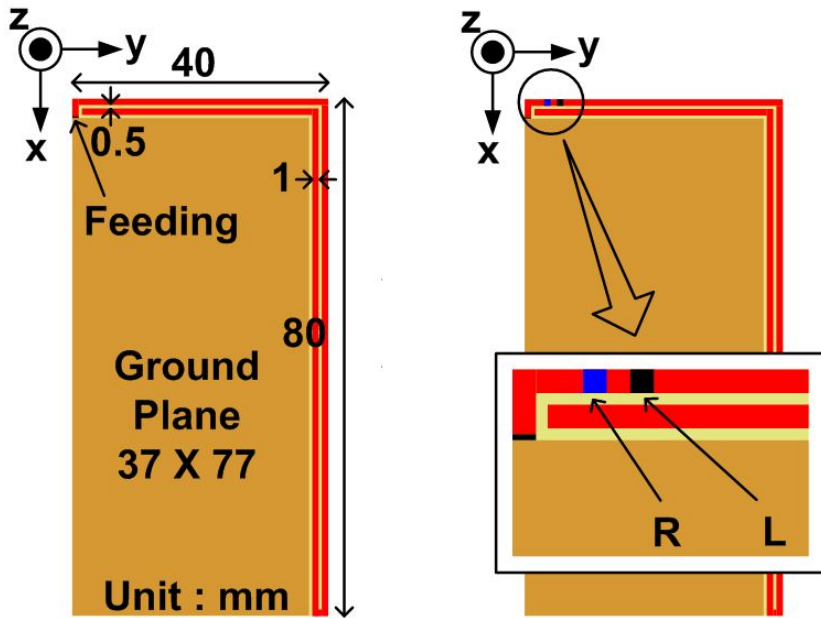 z
y
40
x
0.5
1
Feeding
80
Ground
Plane
37 X 77
Unit : mm
z
y
x
R
L